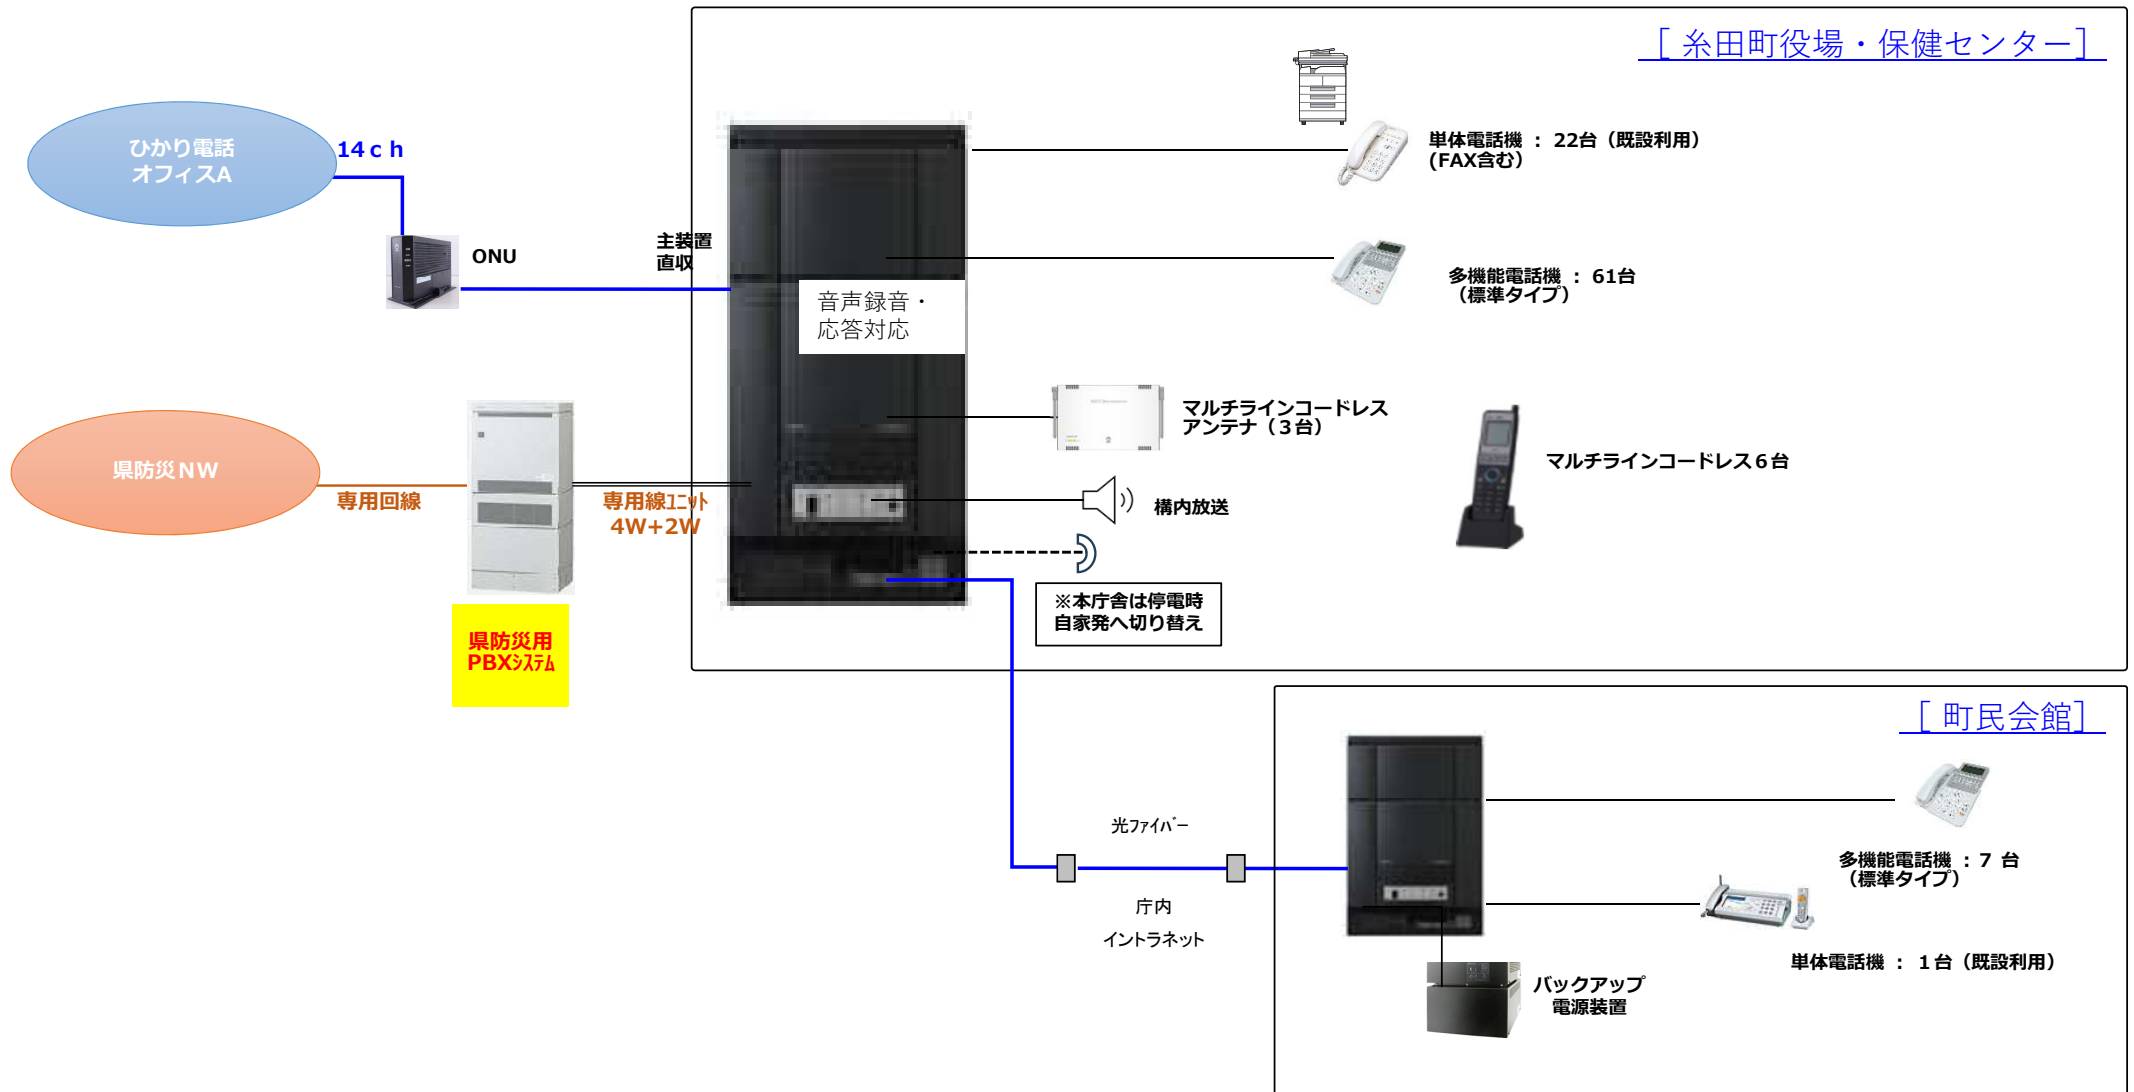 [ 糸田町役場・保健センター]
ひかり電話
オフィスA
14ch
ONU
主装置
直収
音声録音・
応答対応
単体電話機 : 22台（既設利用）
(FAX含む）
多機能電話機 : 61台
（標準タイプ）
マルチラインコードレス
アンテナ（３台）
マルチラインコードレス６台
構内放送
※本庁舎は停電時
自家発へ切り替え
県防災NW
専用回線
専用線ﾕﾆｯﾄ
4W+2W
県防災用
PBXｼｽﾃﾑ
[ 町民会館]
光ﾌｧｲﾊﾞｰ
庁内
イントラネット
多機能電話機 : 7 台
（標準タイプ）
単体電話機 : 1台（既設利用）
バックアップ
電源装置